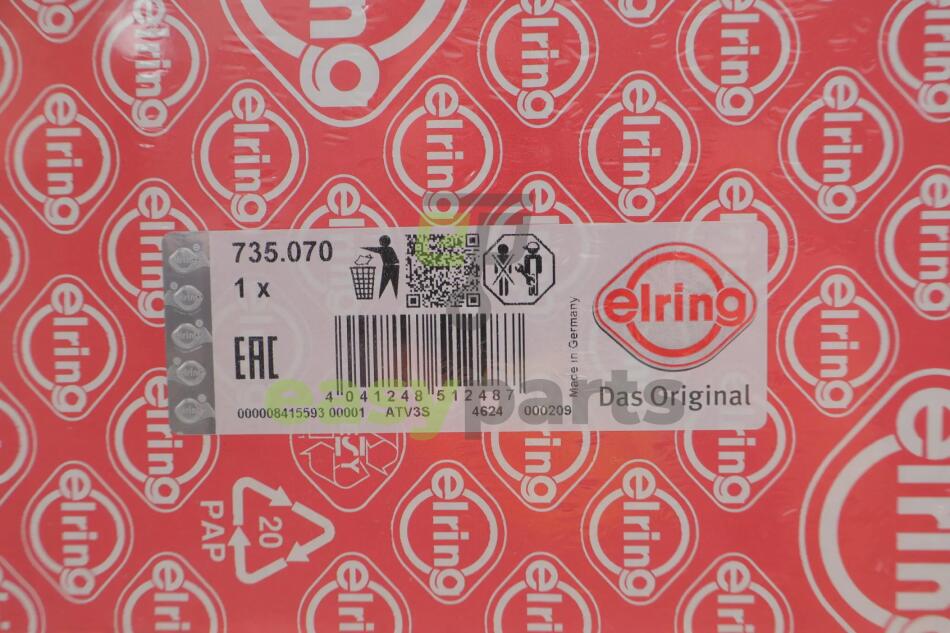 735.070
1 x
EAC
4 041248 512487
000008415593 00001 ATV3S 4624 000209
Made in Germany
elring
Das Original
easyparts
20
PAP
elring